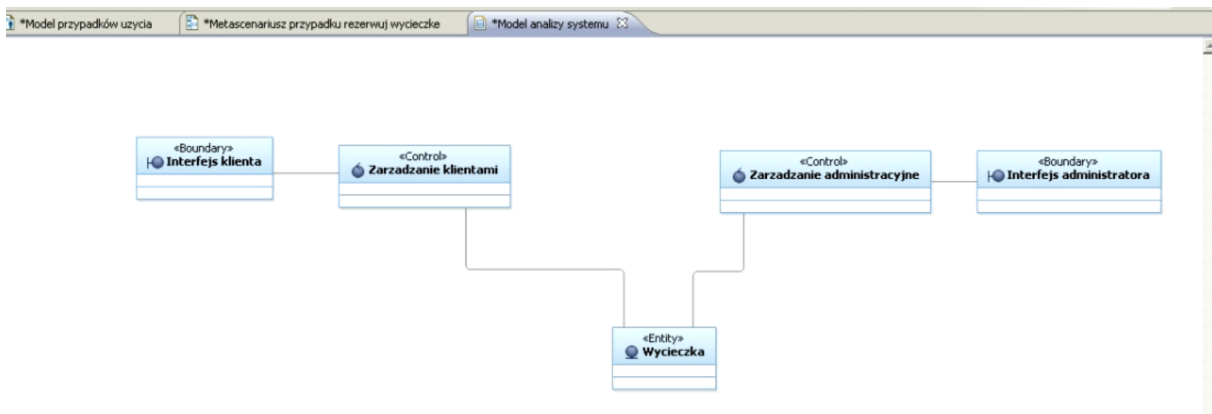 *Model przypadków uzycia
*Metascenariusz przypadku rezerwuj wycieczke
*Model analizy systemu
«Boundary»
Interfejs klienta
«Control»
Zarzadzanie klientami
«Control»
Zarzadzanie administracyjne
«Boundary»
Interfejs administratora
«Entity»
Wycieczka